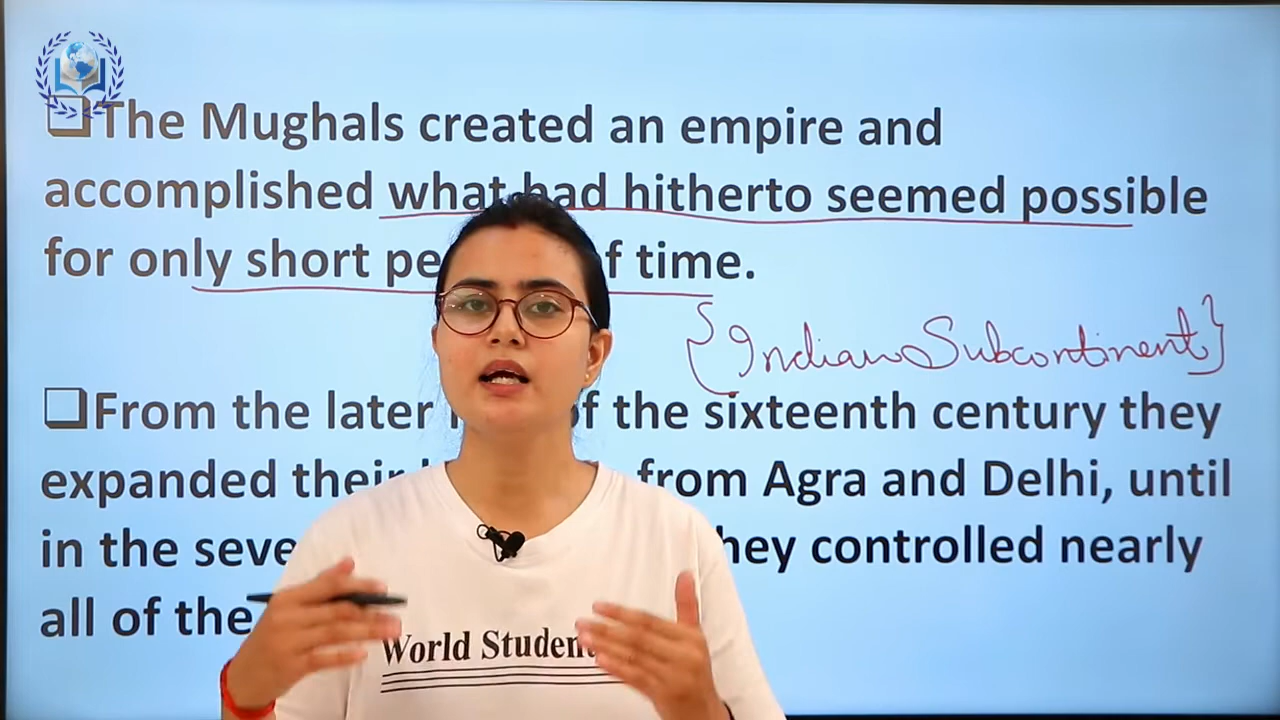 The Mughals created an empire and
accomplished what had hitherto seemed possible
for only short f time.
{Indian Subcontinent}
From the later f the sixteenth century they
expanded their from Agra and Delhi, until
in the seve hey controlled nearly
all of the
World Studen